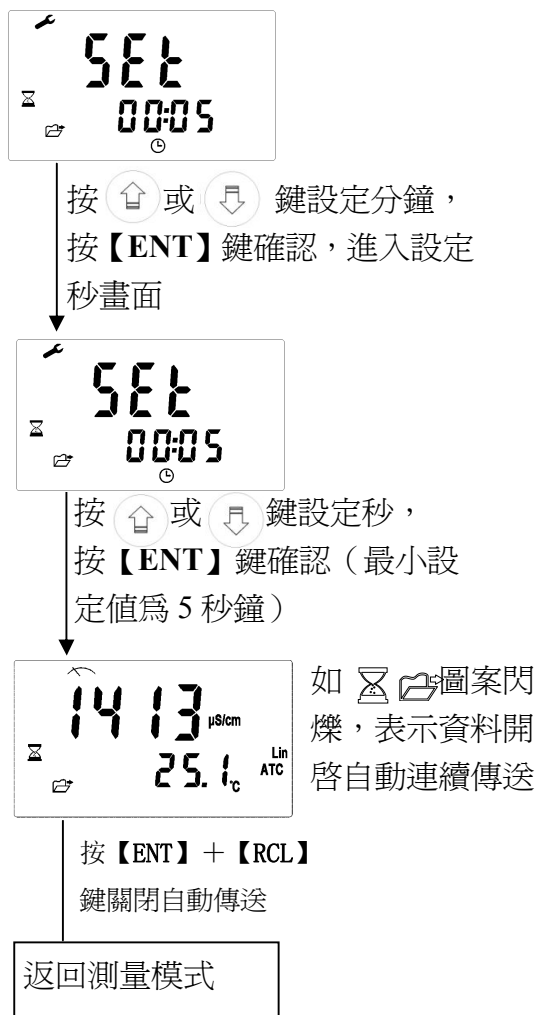 SEt
00:05
按 或 鍵設定分鐘，
按【ENT】鍵確認，進入設定
秒畫面
SEt
00:05
按 或 鍵設定秒，
按【ENT】鍵確認（最小設
定值爲 5 秒鐘）
1413 µS/cm
25.1 ℃ Lin
ATC
如 圖案閃
爍，表示資料開
啓自動連續傳送
按【ENT】＋【RCL】
鍵關閉自動傳送
返回測量模式